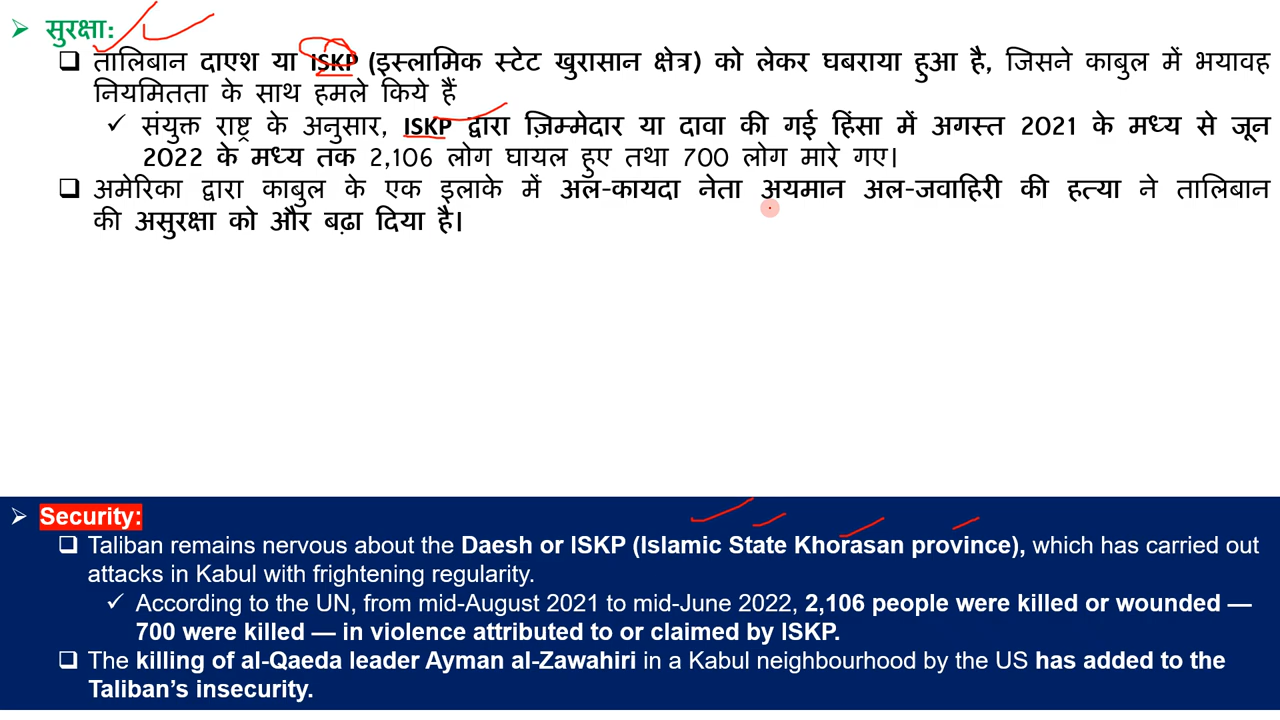 ➢ सुरक्षा:
❑ तालिबान दाएश या ISKP (इस्लामिक स्टेट खुरासान क्षेत्र) को लेकर घबराया हुआ है, जिसने काबुल में भयावह
नियमितता के साथ हमले किये हैं
✓ संयुक्त राष्ट्र के अनुसार, ISKP द्वारा ज़िम्मेदार या दावा की गई हिंसा में अगस्त 2021 के मध्य से जून
2022 के मध्य तक 2,106 लोग घायल हुए तथा 700 लोग मारे गए।
❑ अमेरिका द्वारा काबुल के एक इलाके में अल-कायदा नेता अयमान अल-जवाहिरी की हत्या ने तालिबान
की असुरक्षा को और बढ़ा दिया है।
➢ Security:
❑ Taliban remains nervous about the Daesh or ISKP (Islamic State Khorasan province), which has carried out
attacks in Kabul with frightening regularity.
✓ According to the UN, from mid-August 2021 to mid-June 2022, 2,106 people were killed or wounded —
700 were killed — in violence attributed to or claimed by ISKP.
❑ The killing of al-Qaeda leader Ayman al-Zawahiri in a Kabul neighbourhood by the US has added to the
Taliban’s insecurity.